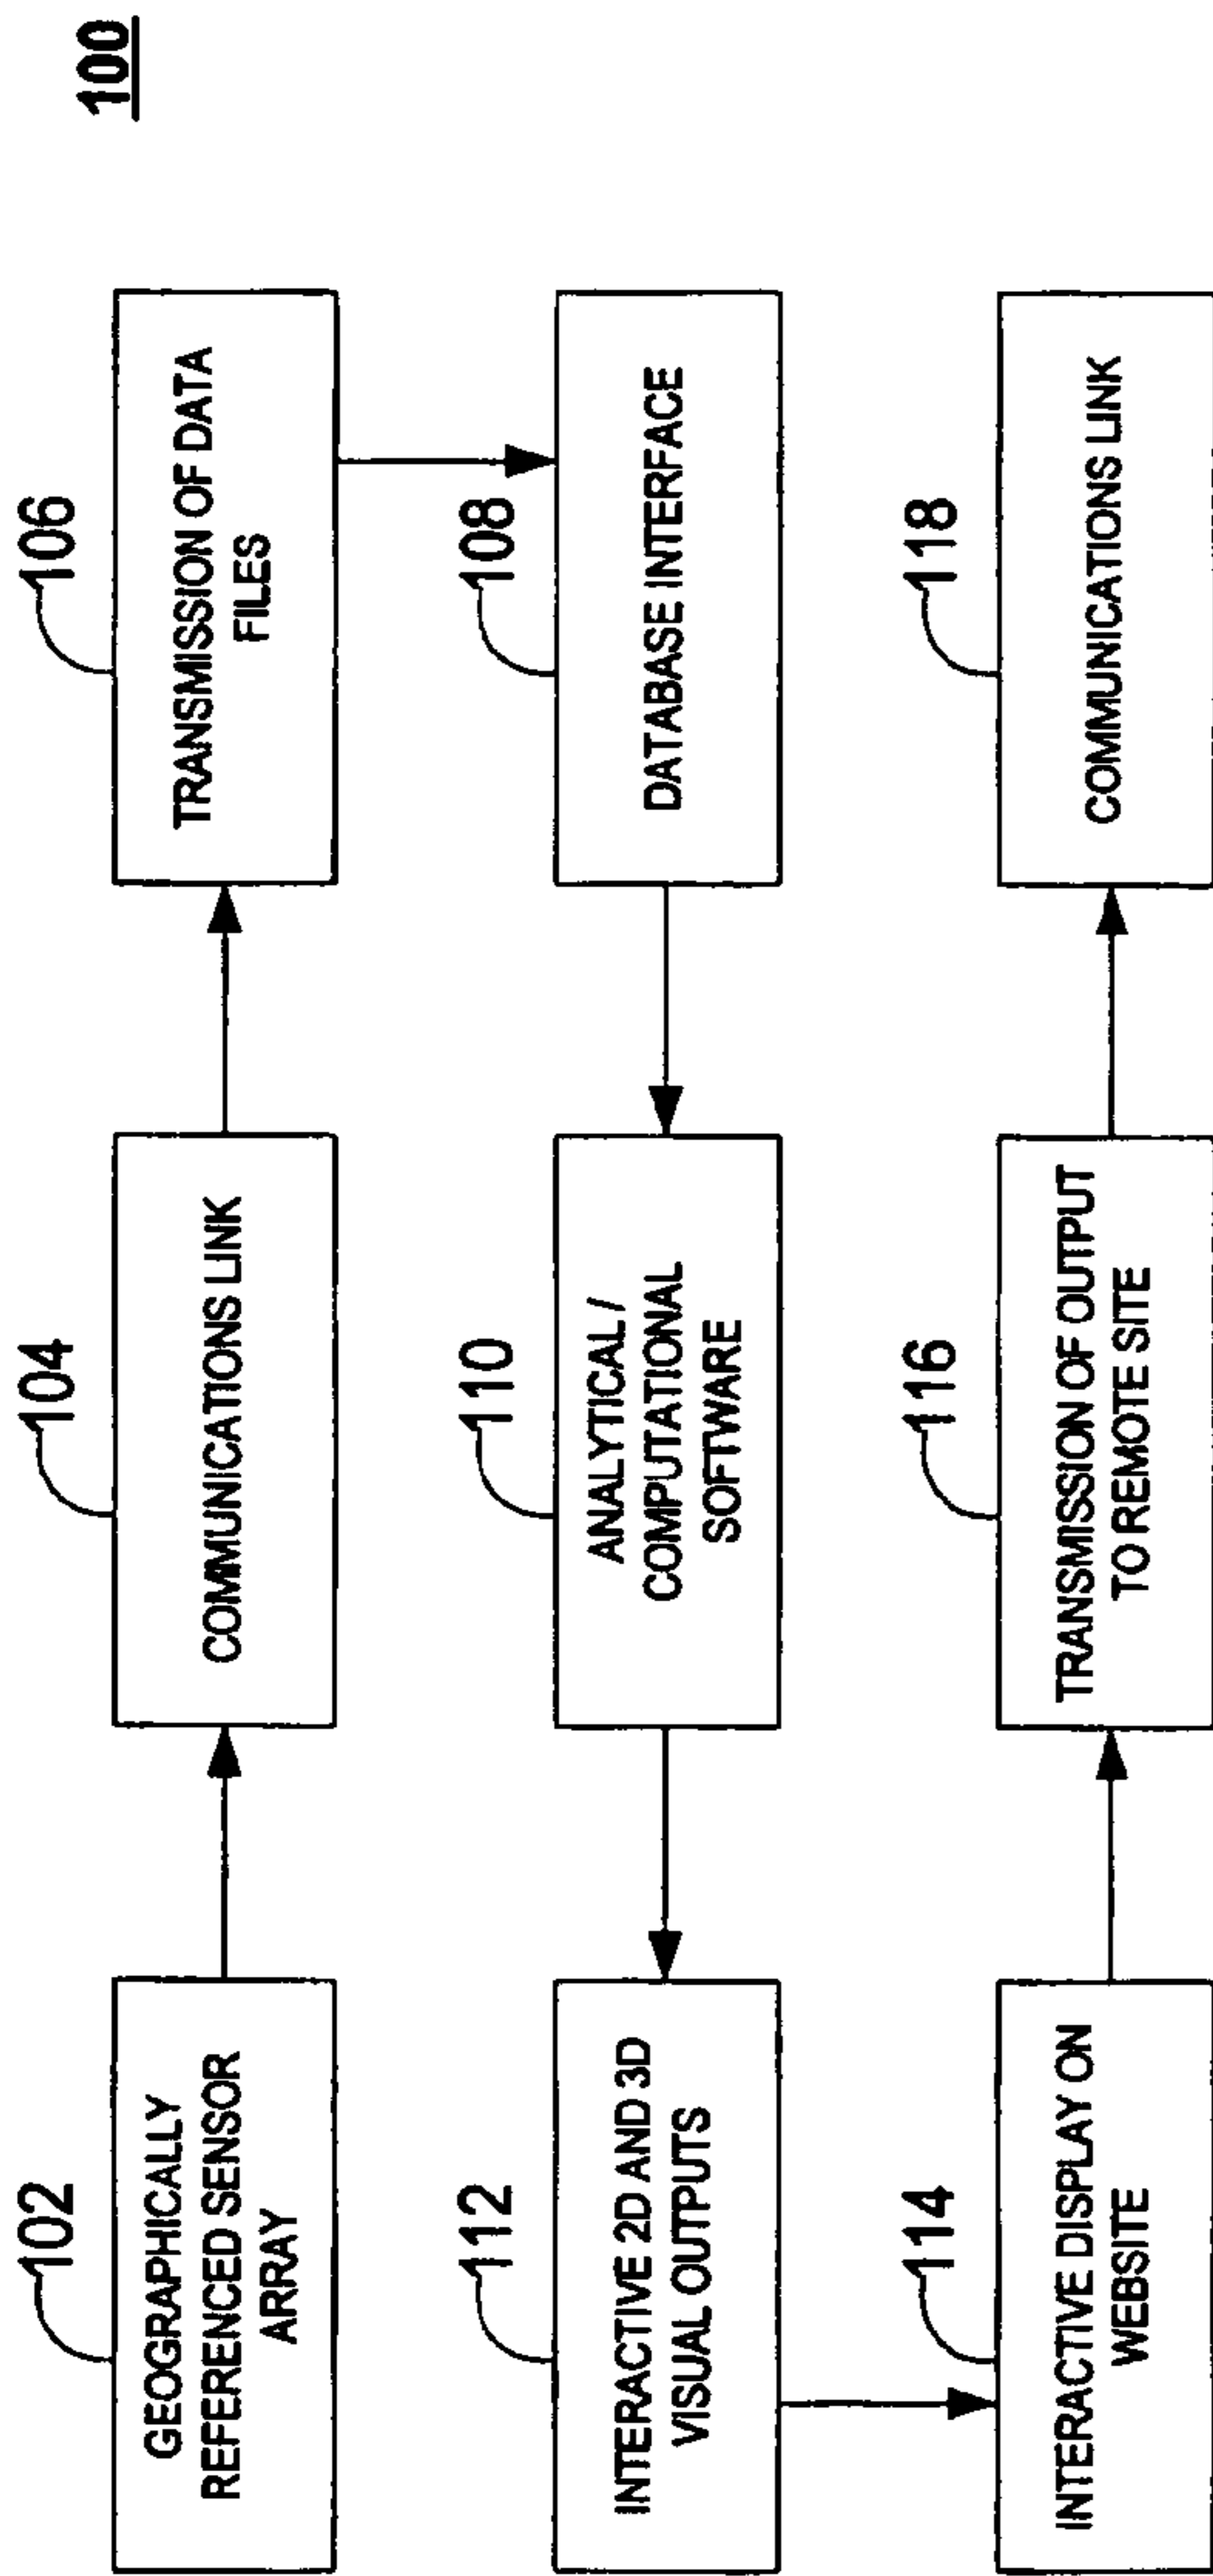 100
102
GEOGRAPHICALLY
REFERENCED SENSOR
ARRAY
104
COMMUNICATIONS LINK
106
TRANSMISSION OF DATA
FILES
108
DATABASE INTERFACE
110
ANALYTICAL /
COMPUTATIONAL
SOFTWARE
112
INTERACTIVE 2D AND 3D
VISUAL OUTPUTS
114
INTERACTIVE DISPLAY ON
WEBSITE
116
TRANSMISSION OF OUTPUT
TO REMOTE SITE
118
COMMUNICATIONS LINK